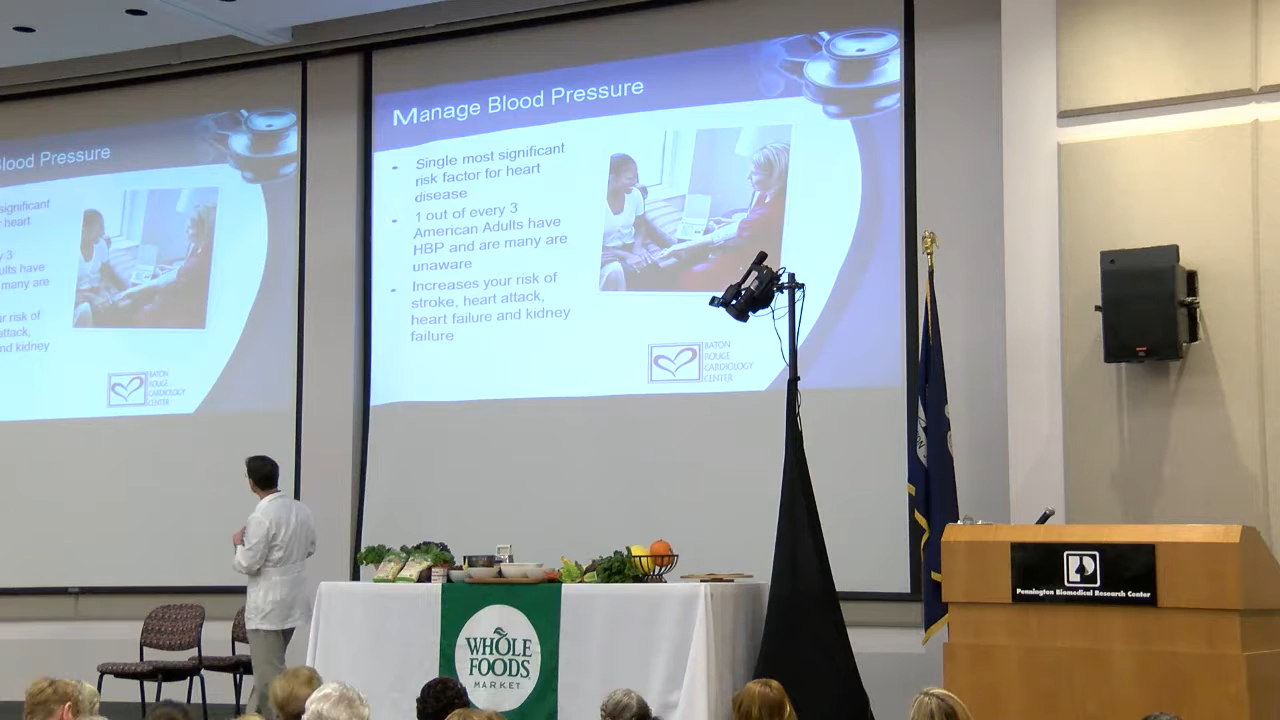 Blood Pressure
significant
heart
y 3
ults have
many are
r risk of
attack,
nd kidney
BATON
ROUGE
CARDIOLOGY
CENTER
Manage Blood Pressure
• Single most significant
risk factor for heart
disease
• 1 out of every 3
American Adults have
HBP and are many are
unaware
• Increases your risk of
stroke, heart attack,
heart failure and kidney
failure
BATON
ROUGE
CARDIOLOGY
CENTER
WHOLE
FOODS
MARKET
Pennington Biomedical Research Center